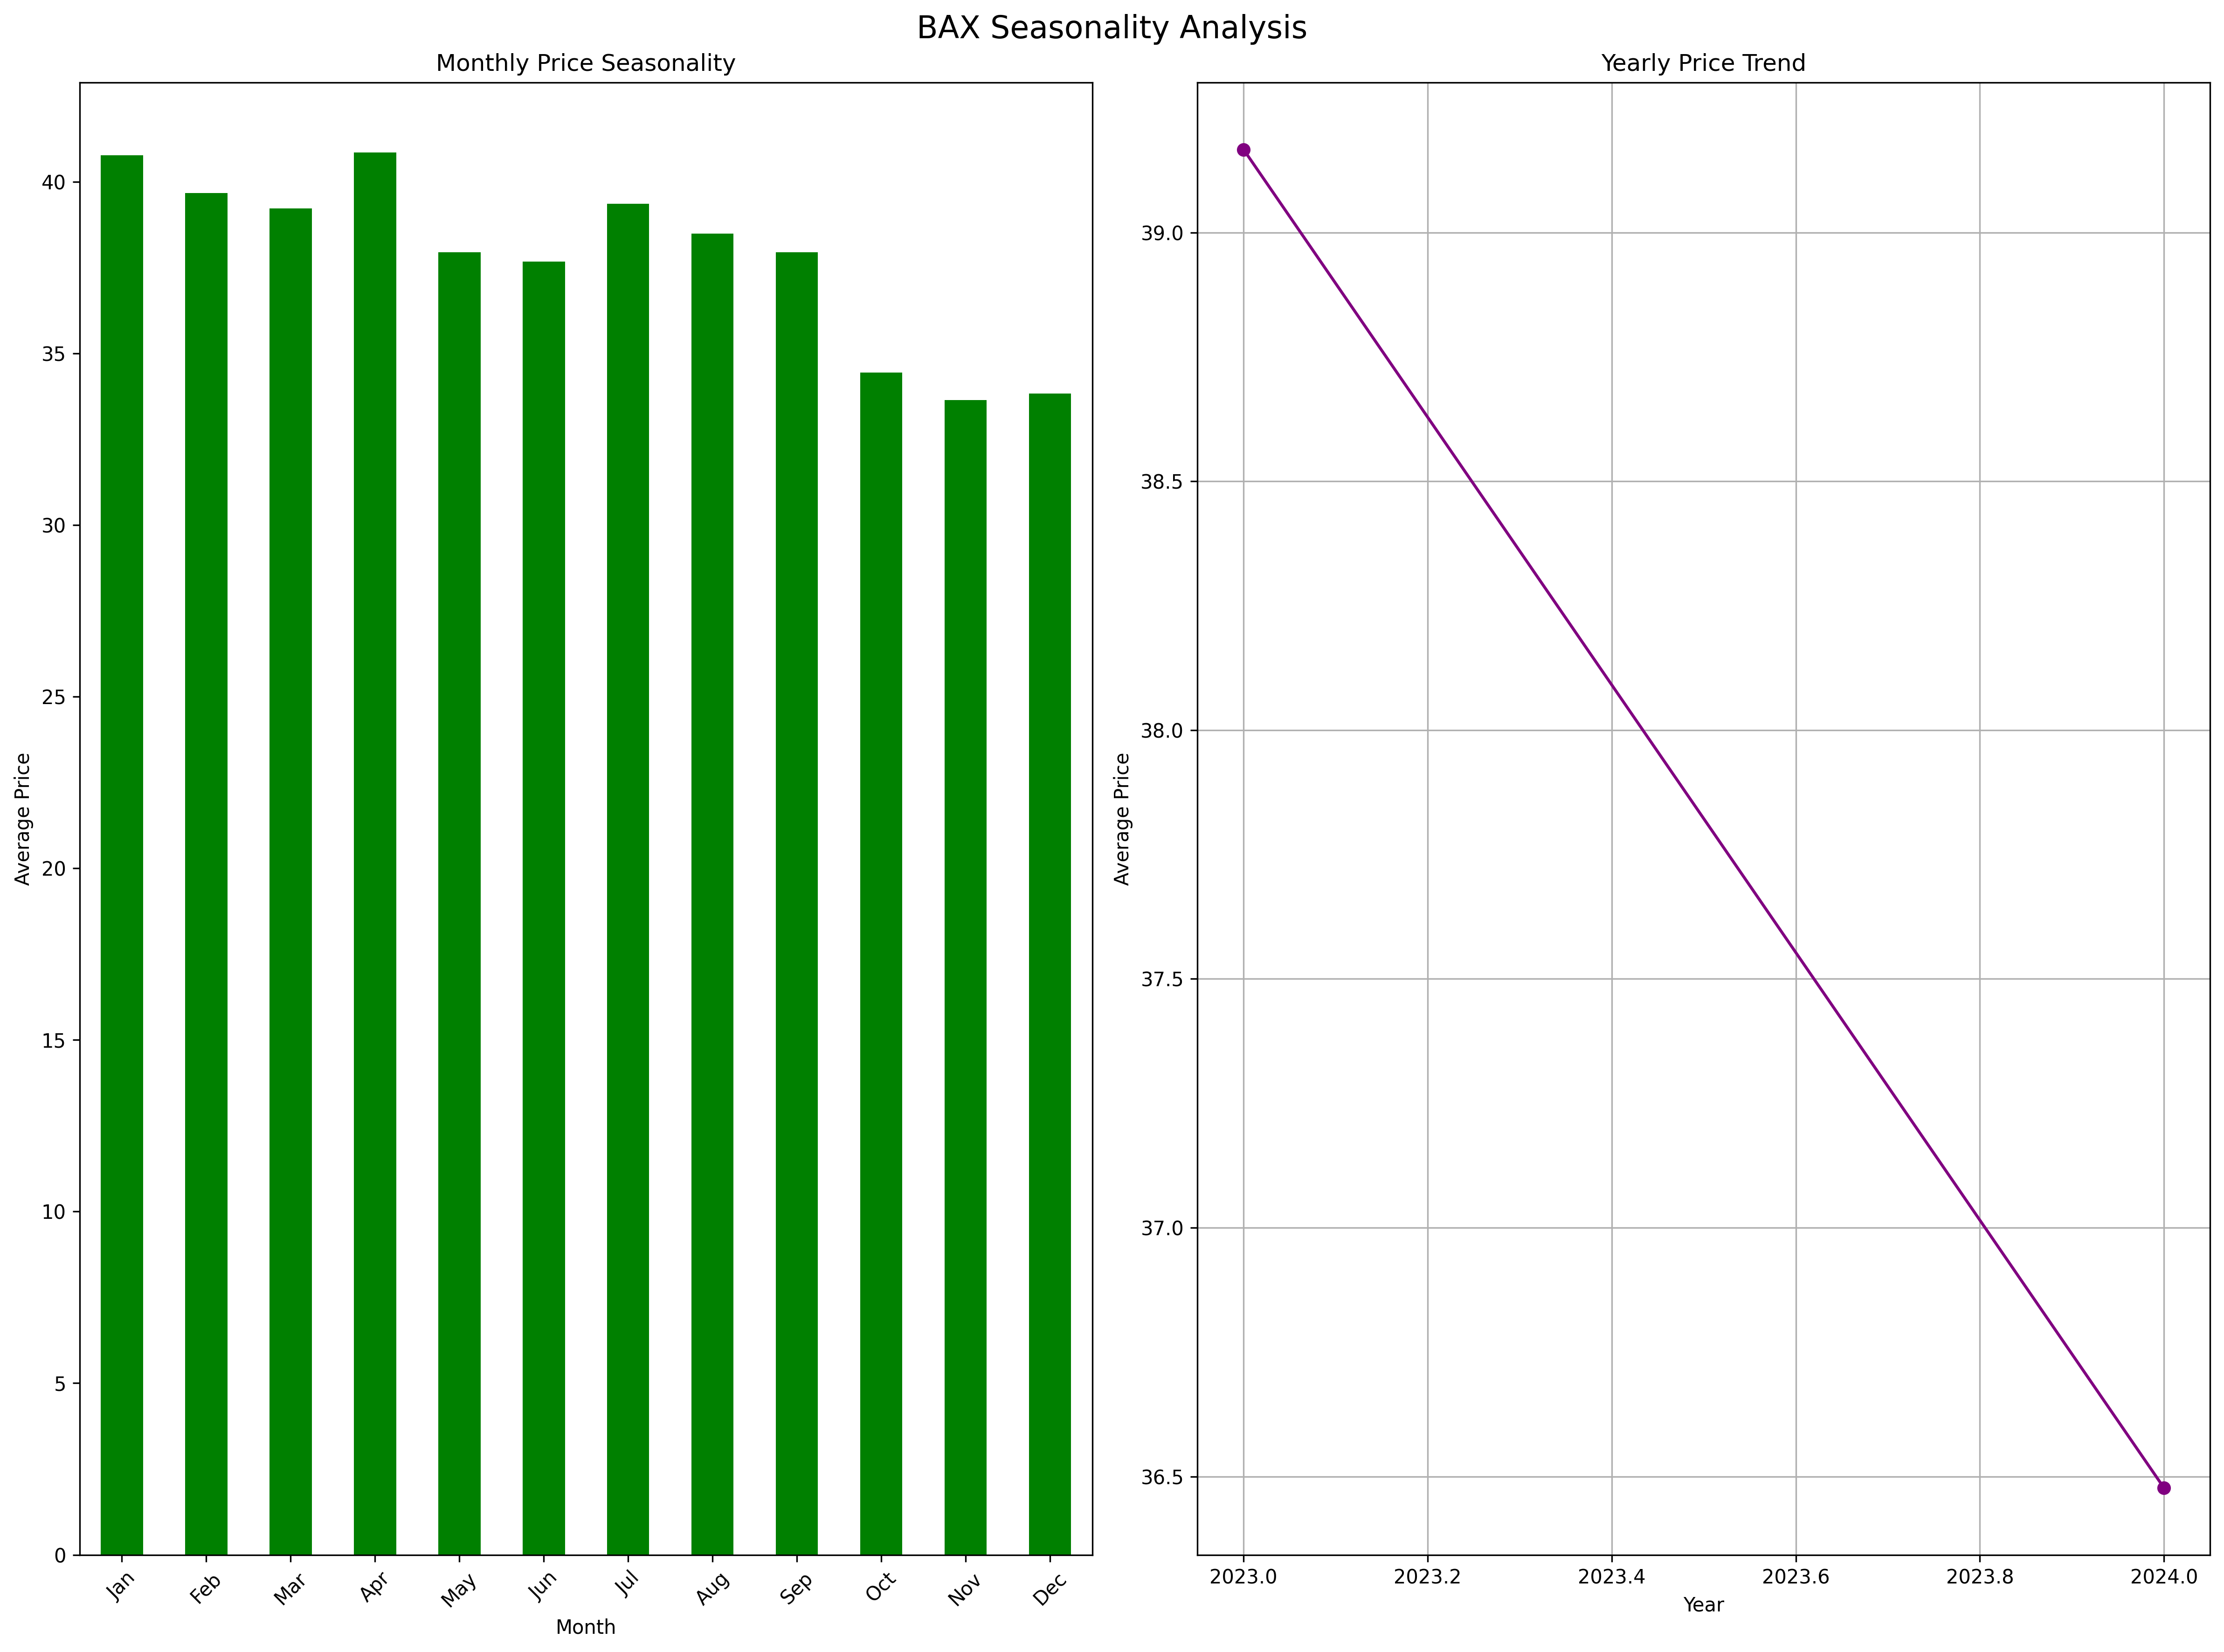 BAX Seasonality Analysis
Monthly Price Seasonality
Average Price
40
35
30
25
20
15
10
5
0
Jan
Feb
Mar
Apr
May
Jun
Jul
Aug
Sep
Oct
Nov
Dec
Month
Yearly Price Trend
Average Price
39.0
38.5
38.0
37.5
37.0
36.5
2023.0
2023.2
2023.4
2023.6
2023.8
2024.0
Year